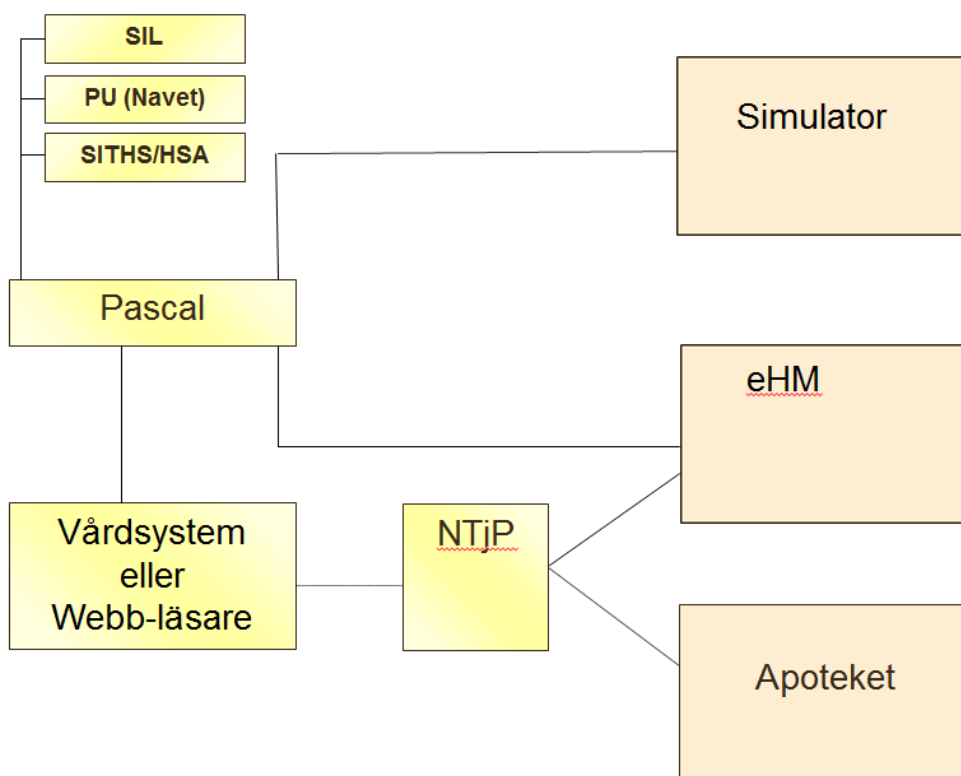 SIL
PU (Navet)
SITHS/HSA
Simulator
Pascal
eHM
Vårdsystem
eller
Webb-läsare
NTjP
Apoteket